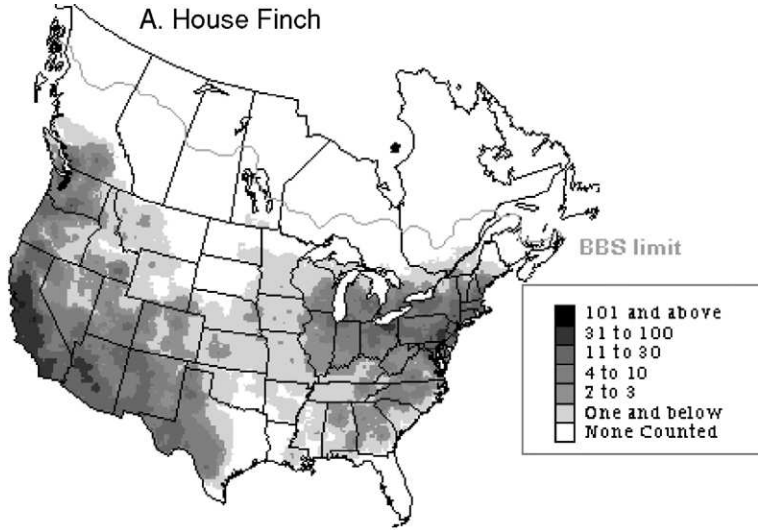 A. House Finch
BBS limit
101 and above
31 to 100
11 to 30
4 to 10
2 to 3
One and below
None Counted